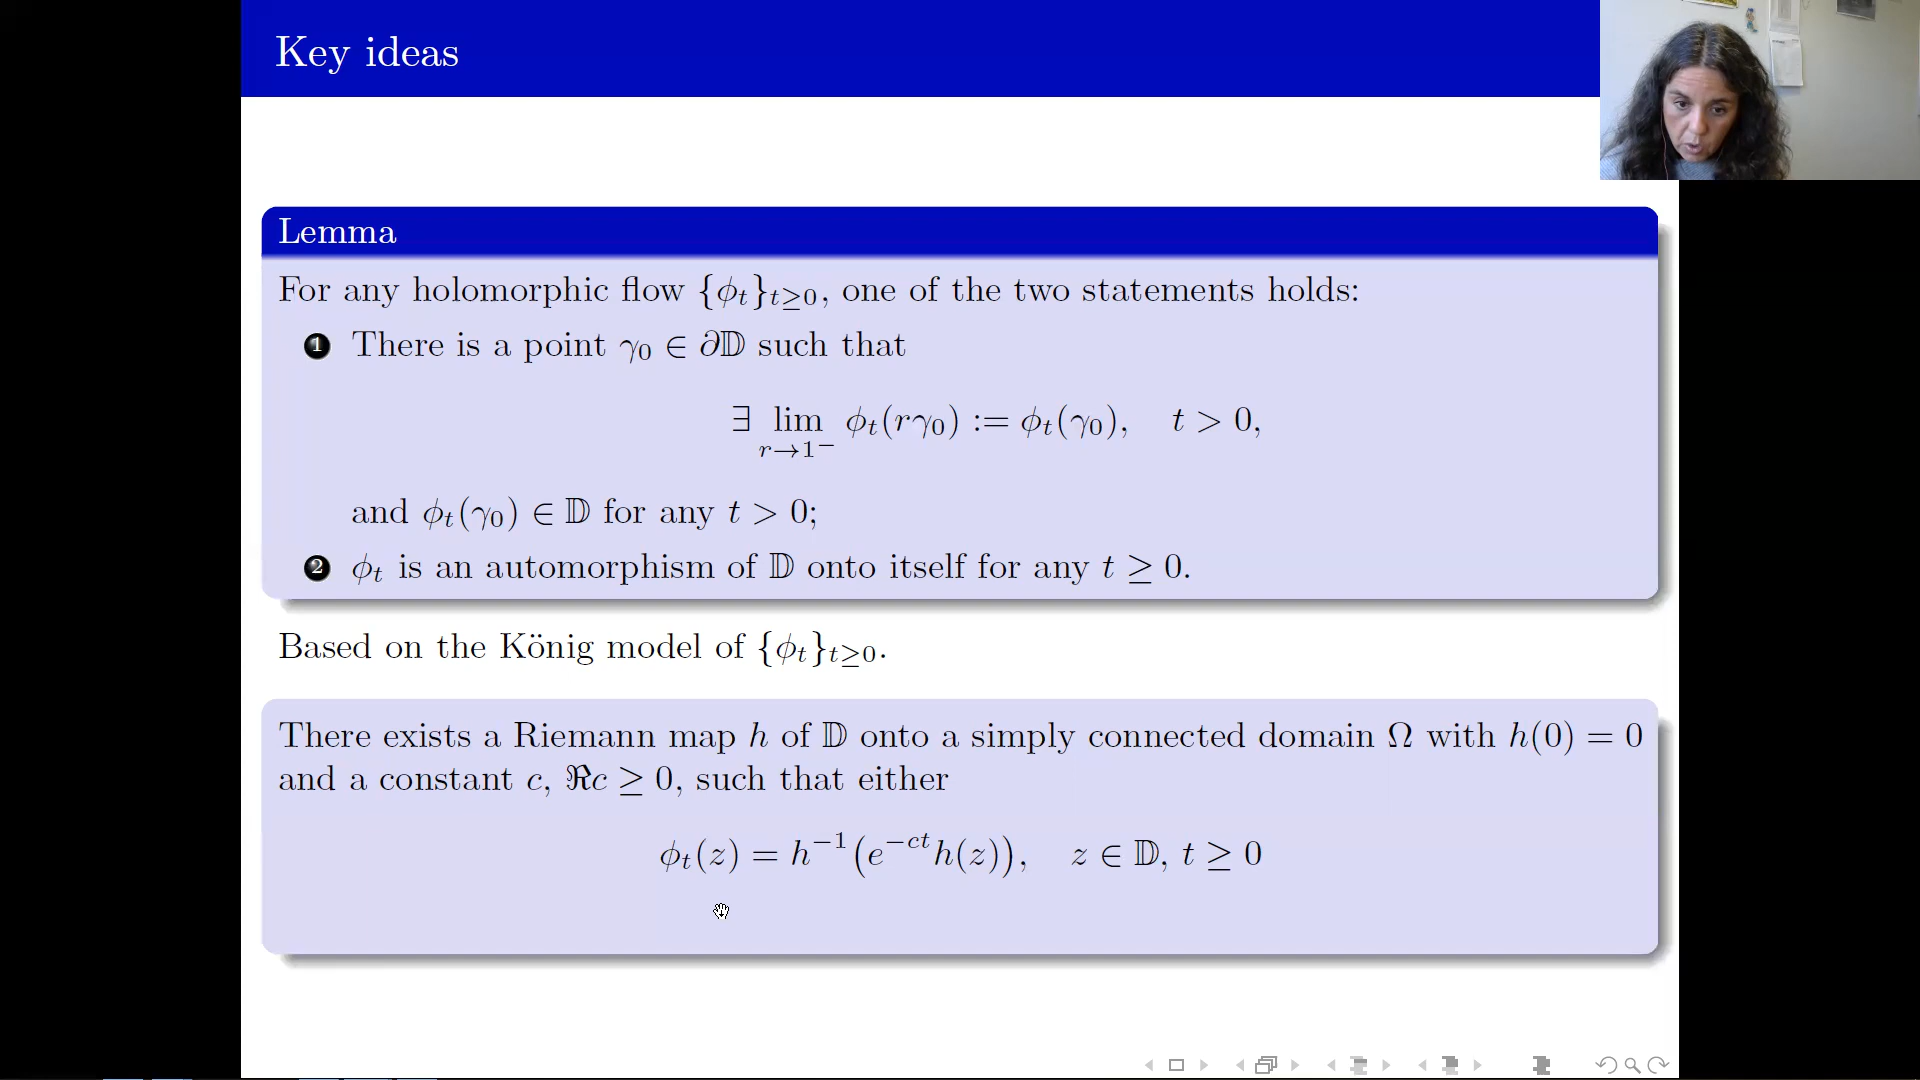 Key ideas
Lemma
For any holomorphic flow {ϕ_t}_{t≥0}, one of the two statements holds:
1 There is a point γ_0 ∈ ∂𝔻 such that
∃ lim_{r→1^−} ϕ_t(rγ_0) := ϕ_t(γ_0), t > 0,
and ϕ_t(γ_0) ∈ 𝔻 for any t > 0;
2 ϕ_t is an automorphism of 𝔻 onto itself for any t ≥ 0.
Based on the König model of {ϕ_t}_{t≥0}.
There exists a Riemann map h of 𝔻 onto a simply connected domain Ω with h(0) = 0
and a constant c, ℜc ≥ 0, such that either
ϕ_t(z) = h^{−1}(e^{−ct}h(z)), z ∈ 𝔻, t ≥ 0